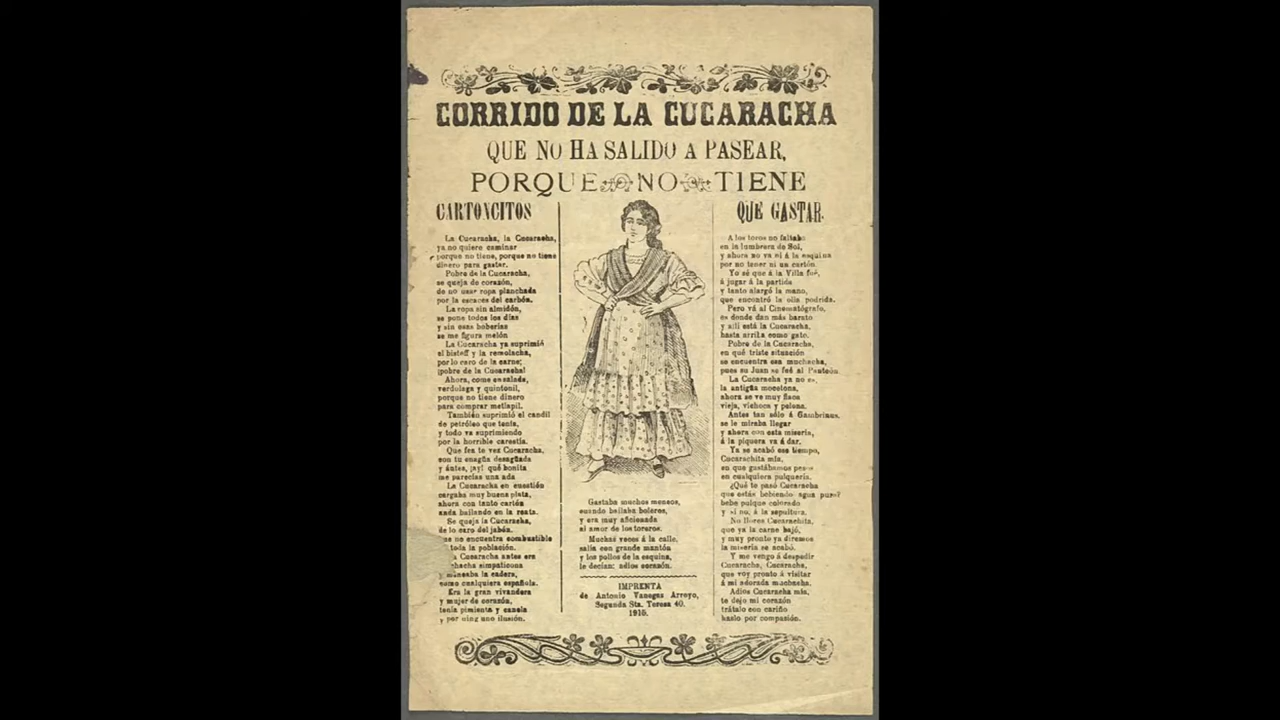 CORRIDO DE LA CUCARACHA
QUE NO HA SALIDO A PASEAR,
PORQUE NO TIENE
CARTONCITOS
QUE GASTAR.
La Cucaracha, la Cucaracha,
ya no quiere caminar
porque no tiene, porque no tiene
dinero para gastar.
Pobre de la Cucaracha,
se queja de corazón,
de no usar ropa planchada
por la escases del carbón.
La ropa sin almidón,
se pone todos los días
y sin esas boberías
se me figura melón
La Cucaracha ya suprimió
el bisteff y la remolacha,
por lo caro de la carne;
¡pobre de la Cucaracha!
Ahora, come ensalada,
verdolaga y quintonil,
porque no tiene dinero
para comprar metlapil.
También suprimió el candil
de petróleo que tenía,
y todo va suprimiendo
por la horrible carestía.
Que fea te vez Cucaracha,
con tu enagüa desagüada
y ántes, ¡ay! qué bonita
me parecías una ada
La Cucaracha en cuestión
cargaba muy buena plata,
ahora con tanto cartón
anda bailando en la reata.
Se queja la Cucaracha,
de lo caro del jabón,
no encuentra combustible
toda la población.
Cucaracha antes era
simpaticona
y meneaba la cadera,
como cualquiera española.
Era la gran vivandera
y mujer de corazón,
tenía pimienta y canela
y por uno ilusión.
Gastaba muchos meneos,
cuando bailaba boleros,
y era muy aficionada
al amor de los toreros.
Muchas veces á la calle,
salía con grande mantón
y los pollos de la esquina,
le decían: adios corazón.
IMPRENTA
de Antonio Vanegas Arroyo,
Segunda Sta. Teresa 40.
1915.
A los toros no faltaba
en la lumbrera de Sol,
y ahora no va ni á la esquina
por no tener ni un cartón.
Yo sé que á la Villa fué,
á jugar á la partida
y tanto alargó la mano,
que encontró la olla podrida.
Pero vá al Cinematógrafo,
es donde dan más barato
y allí está la Cucaracha,
hasta arriba como gato.
Pobre de la Cucaracha,
en qué triste situación
se encuentra esa muchacha,
pues su Juan se fué al Panteón
La Cucaracha ya no es,
la antigüa mocetona,
ahora se ve muy flaca
vieja, vichoca y pelona.
Antes tan sólo á Gambrinus,
se le miraba llegar
y ahora con esta miseria,
á la piquera va á dar.
Ya se acabó ese tiempo,
Cucarachita mía,
en que gastábamos pesos
en cualquiera pulquería.
¿Qué te pasó Cucaracha
que estás bebiendo agua pura?
bebe pulque colorado
y si no, á la sepultura.
No llores Cucarachita,
que ya la carne bajó,
y muy pronto ya diremos
la miseria se acabó.
Y me vengo á despedir
Cucaracha, Cucaracha,
que voy pronto á visitar
á mi adorada muchacha.
Adios Cucaracha mía,
te dejo mi corazón
trátalo con cariño
hazlo por compasión.